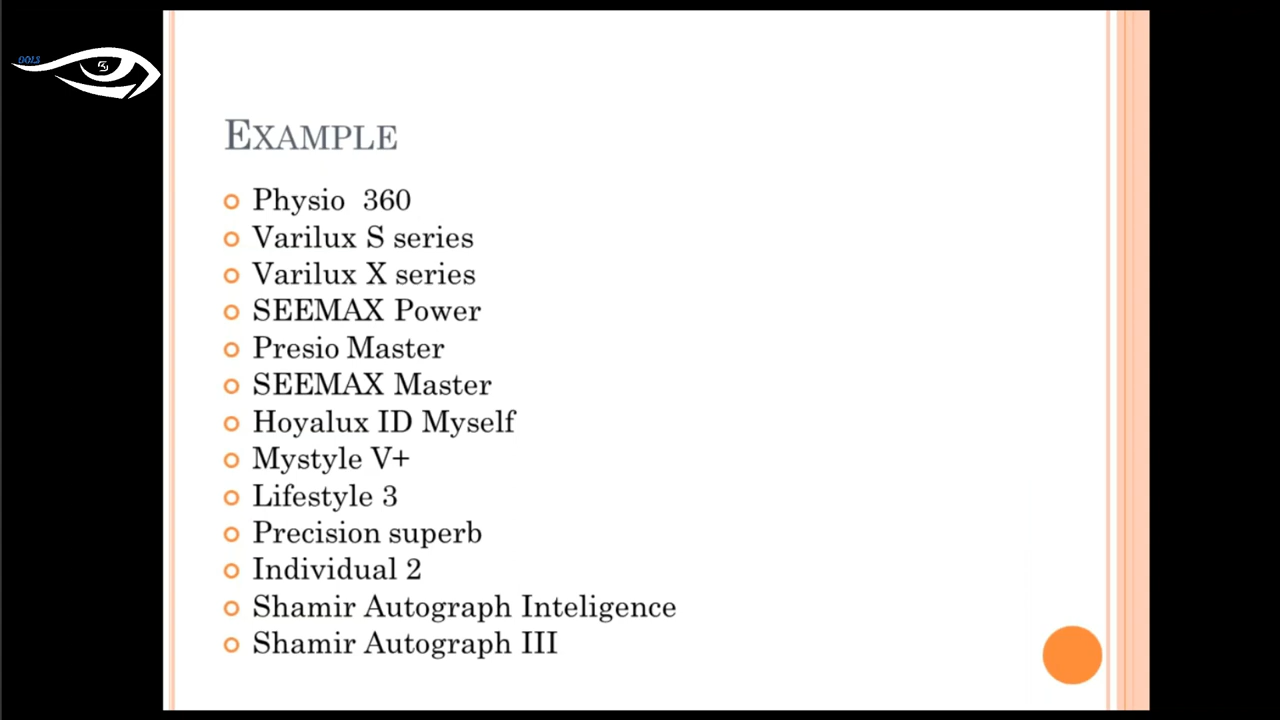 EXAMPLE
Physio 360
Varilux S series
Varilux X series
SEEMAX Power
Presio Master
SEEMAX Master
Hoyalux ID Myself
Mystyle V+
Lifestyle 3
Precision superb
Individual 2
Shamir Autograph Inteligence
Shamir Autograph III